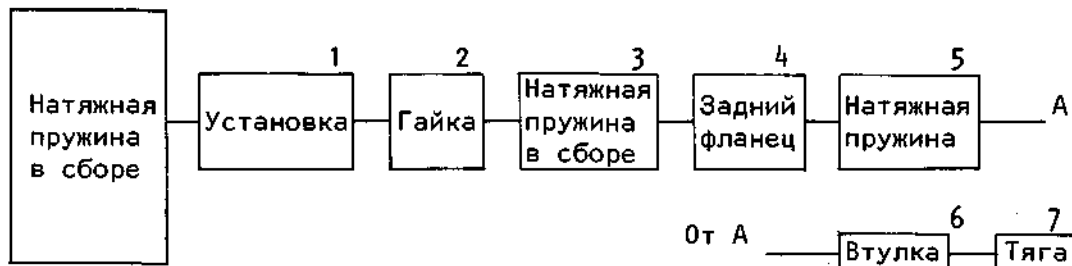 1 2 3 4 5
Натяжная
пружина
в сборе
Установка
Гайка
Натяжная
пружина
в сборе
Задний
фланец
Натяжная
пружина
А
От А
6 7
Втулка
Тяга